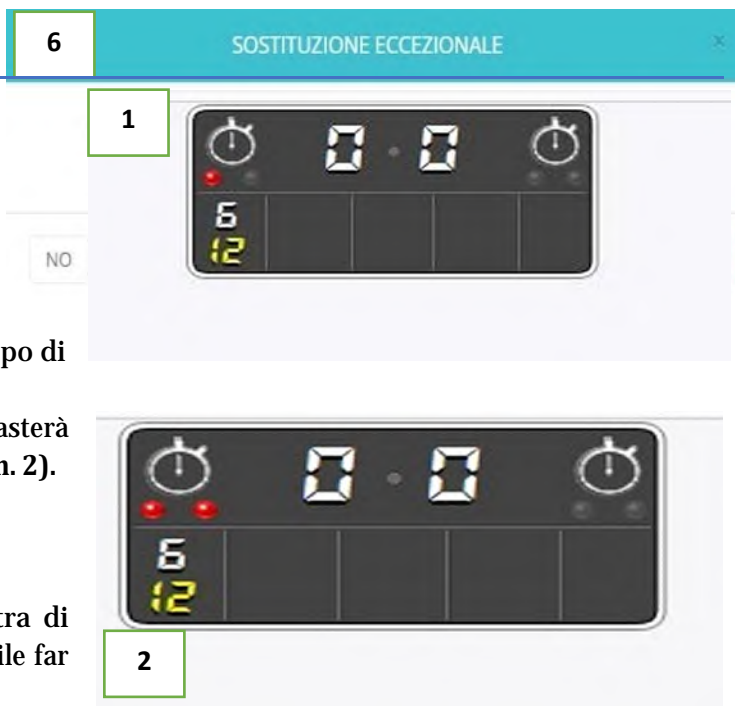 6 SOSTITUZIONE ECCEZIONALE ×
1
0 0
6
12
NO
po di
asterà
n. 2).
0 0
6
12
tra di
ile far
2